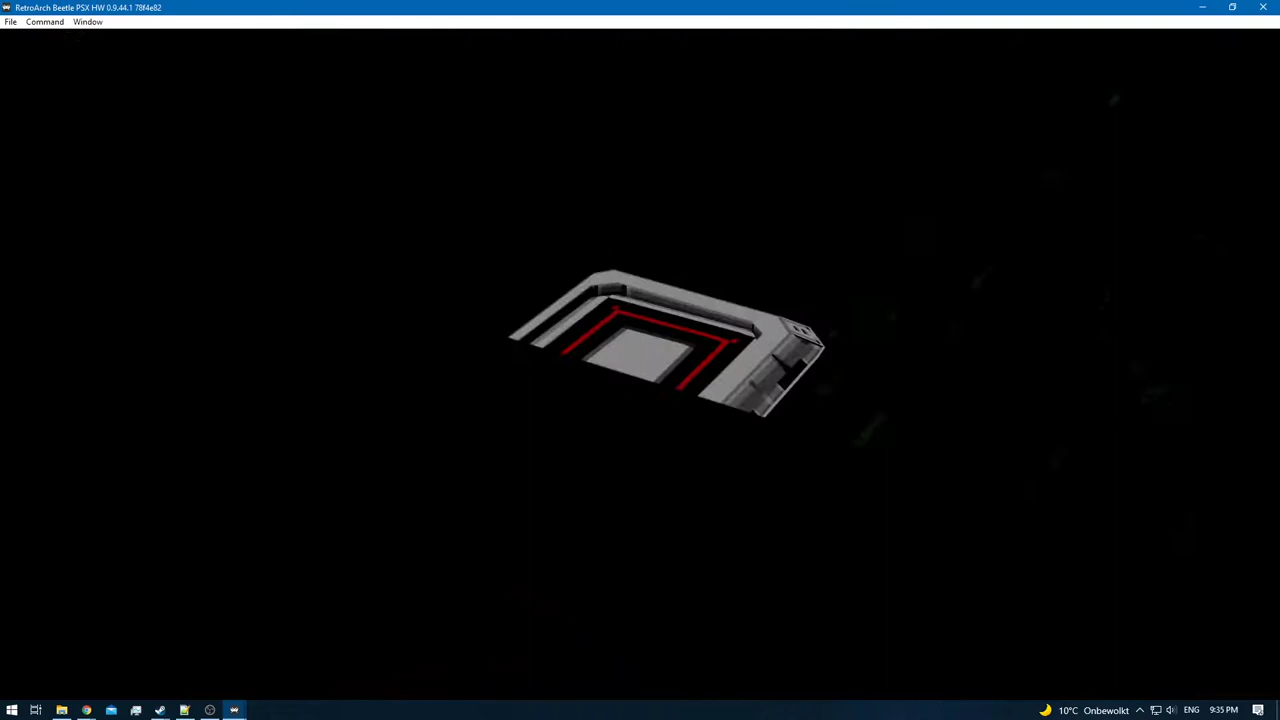 RetroArch Beetle PSX HW 0.9.44.1 78f4e82
File Command Window
10°C Onbewolkt ENG 9:35 PM